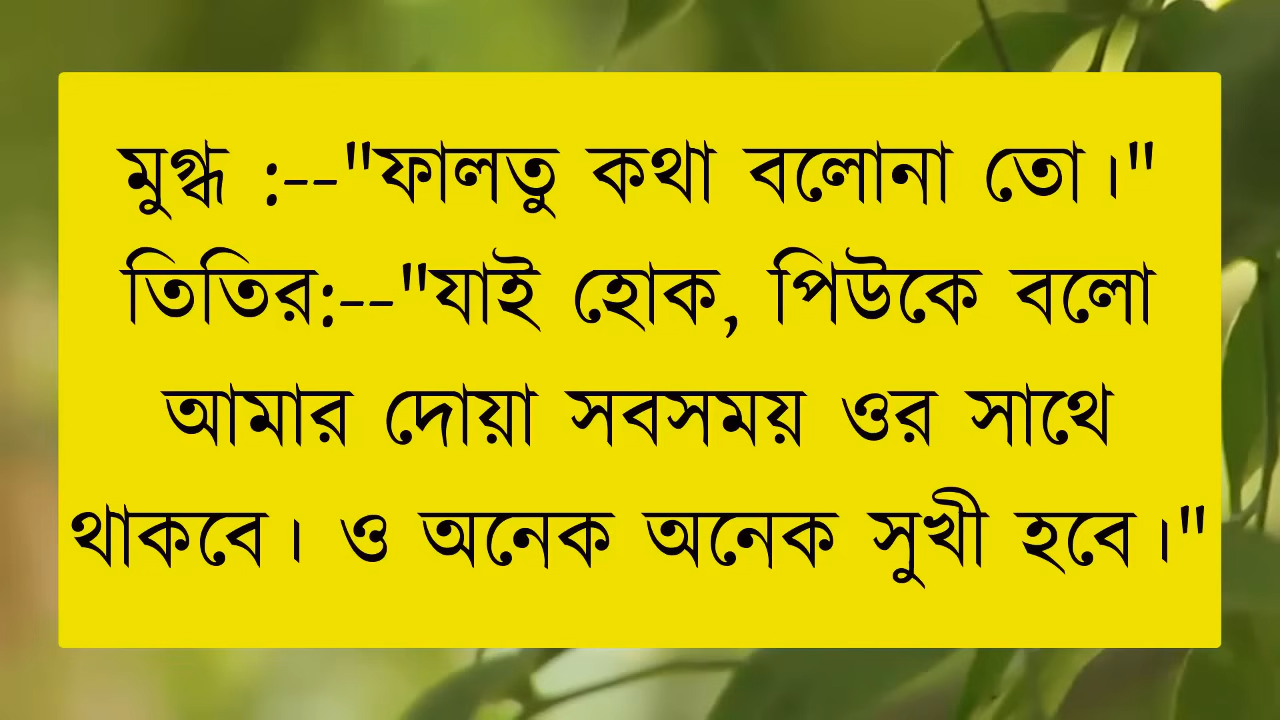 মুগ্ধ :--"ফালতু কথা বলোনা তো।"
তিতির:--"যাই হোক, পিউকে বলো
আমার দোয়া সবসময় ওর সাথে
থাকবে। ও অনেক অনেক সুখী হবে।"